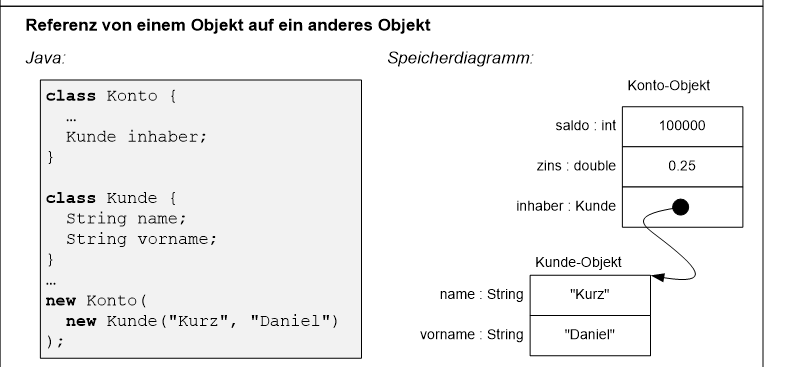 Referenz von einem Objekt auf ein anderes Objekt
Java:
class Konto {
  …
  Kunde inhaber;
}
class Kunde {
  String name;
  String vorname;
}
…
new Konto(
  new Kunde("Kurz", "Daniel")
);
Speicherdiagramm:
Konto-Objekt
saldo : int 100000
zins : double 0.25
inhaber : Kunde
Kunde-Objekt
name : String "Kurz"
vorname : String "Daniel"